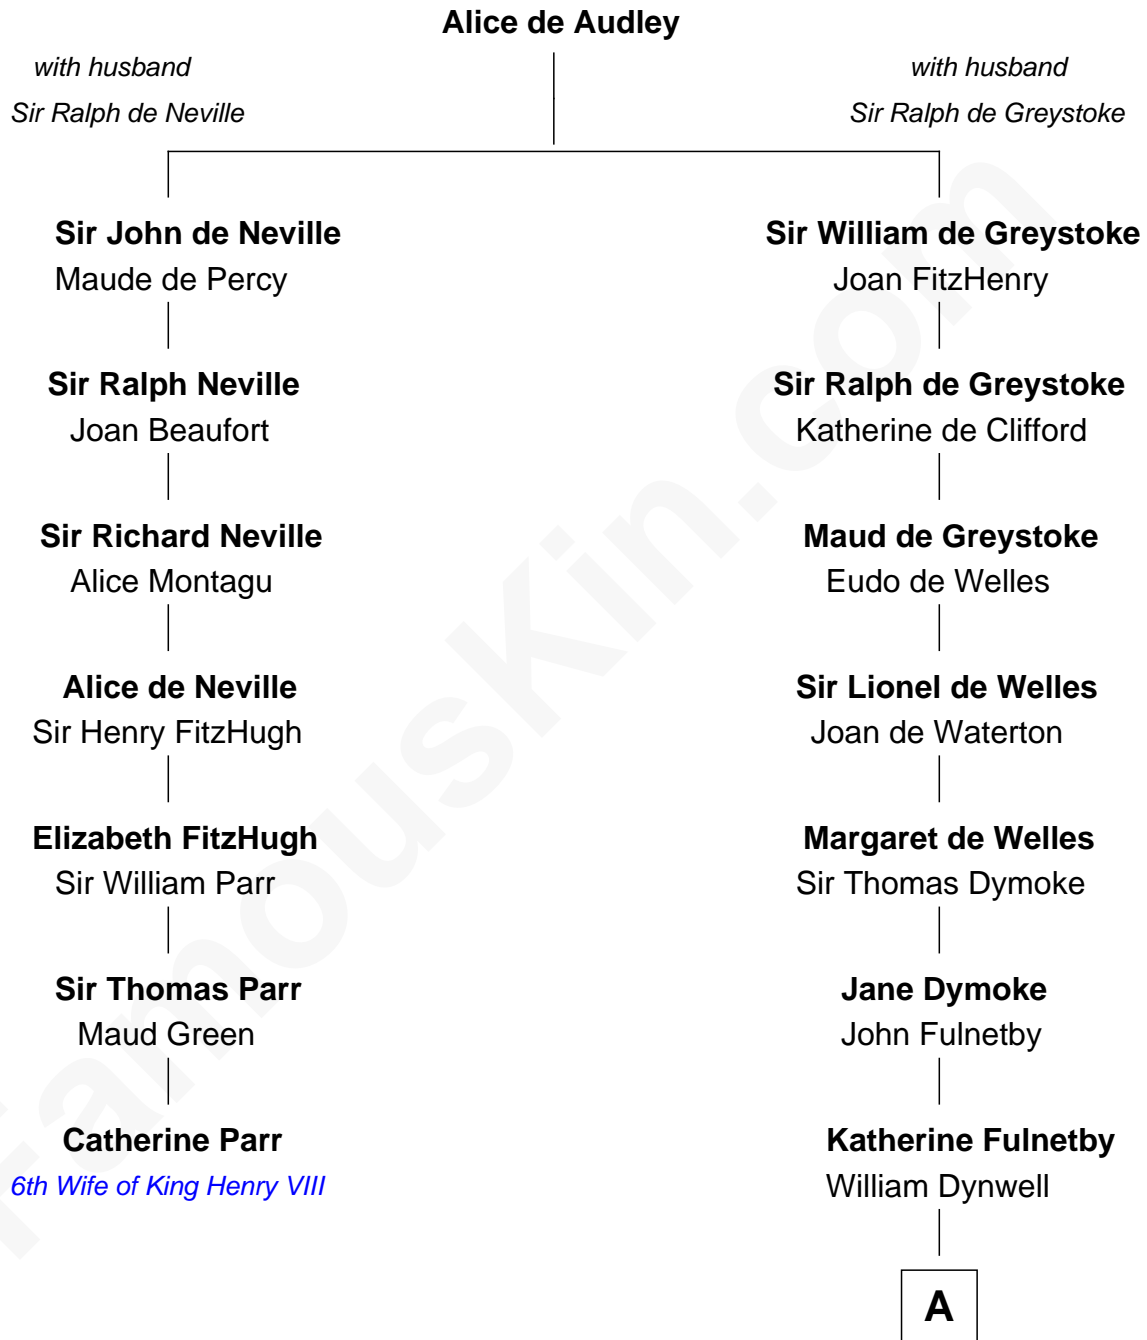 Alice de Audley
with husband
Sir Ralph de Neville
with husband
Sir Ralph de Greystoke
Sir John de Neville
Maude de Percy
Sir William de Greystoke
Joan FitzHenry
Sir Ralph Neville
Joan Beaufort
Sir Ralph de Greystoke
Katherine de Clifford
Sir Richard Neville
Alice Montagu
Maud de Greystoke
Eudo de Welles
Alice de Neville
Sir Henry FitzHugh
Sir Lionel de Welles
Joan de Waterton
Elizabeth FitzHugh
Sir William Parr
Margaret de Welles
Sir Thomas Dymoke
Sir Thomas Parr
Maud Green
Jane Dymoke
John Fulnetby
Catherine Parr
6th Wife of King Henry VIII
Katherine Fulnetby
William Dynwell
A
FamousKin.com